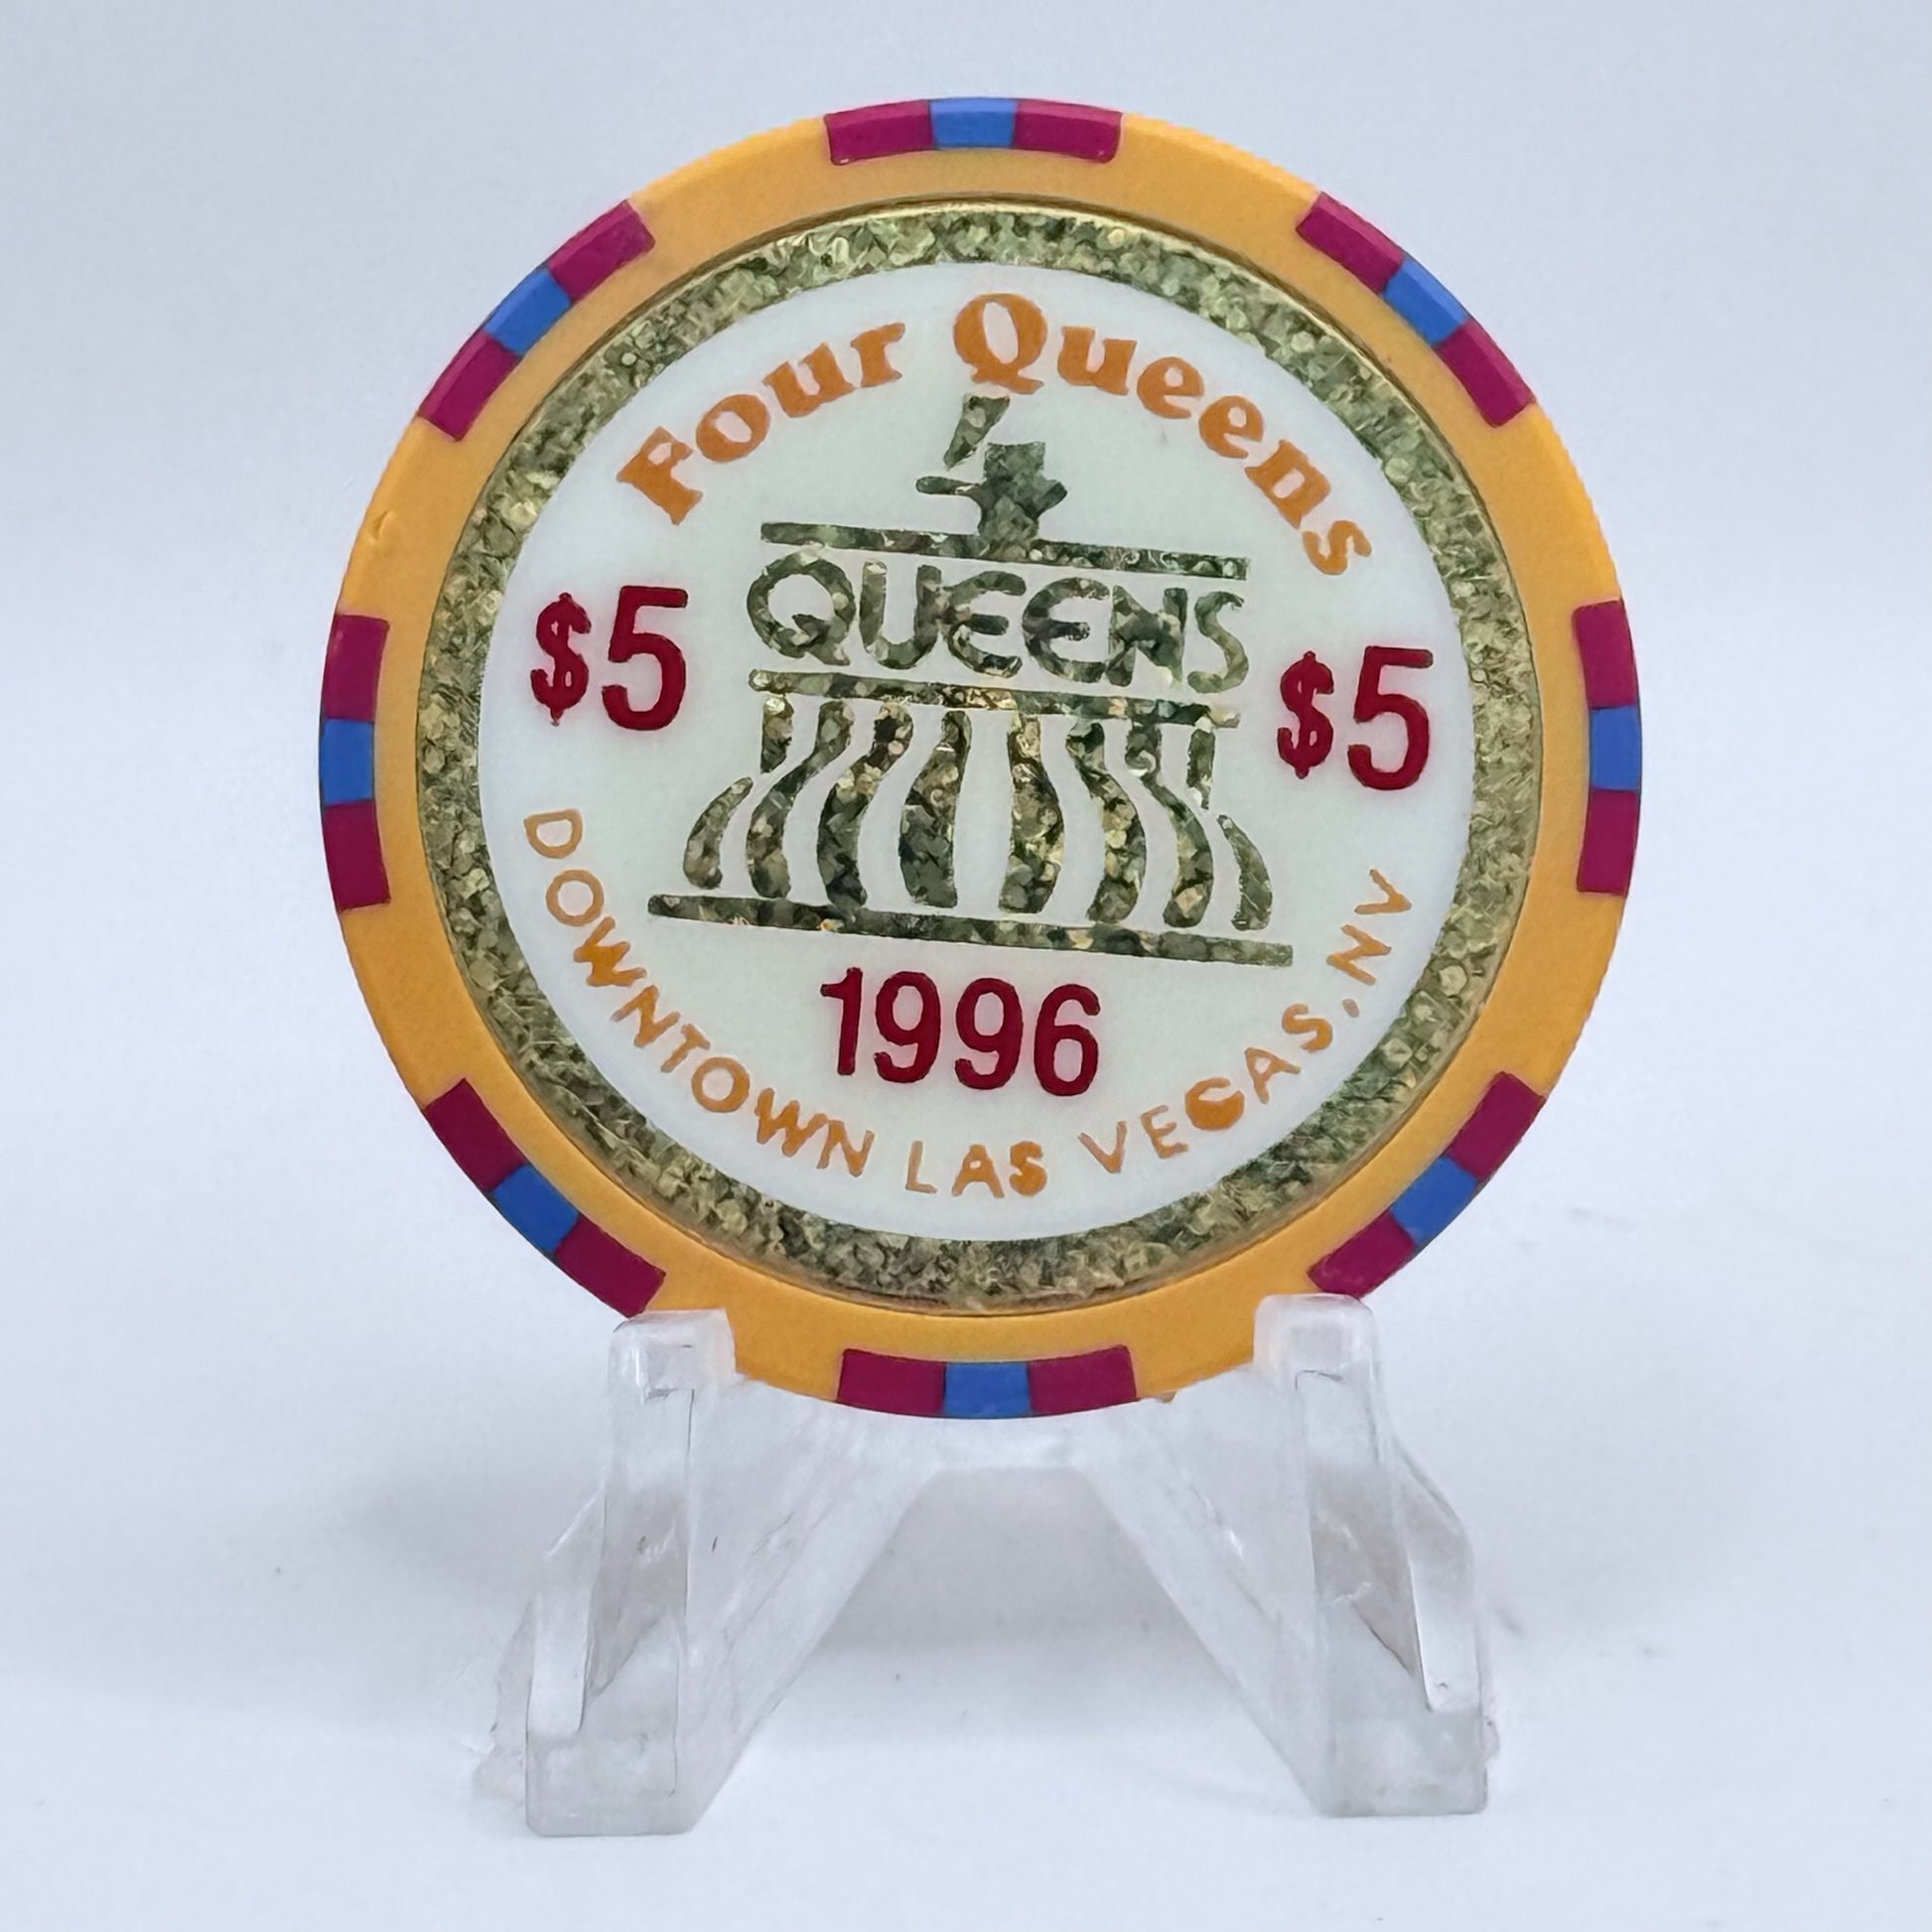 Four Queens
4
QUEENS
$5 $5
1996
DOWNTOWN LAS VEGAS, NV